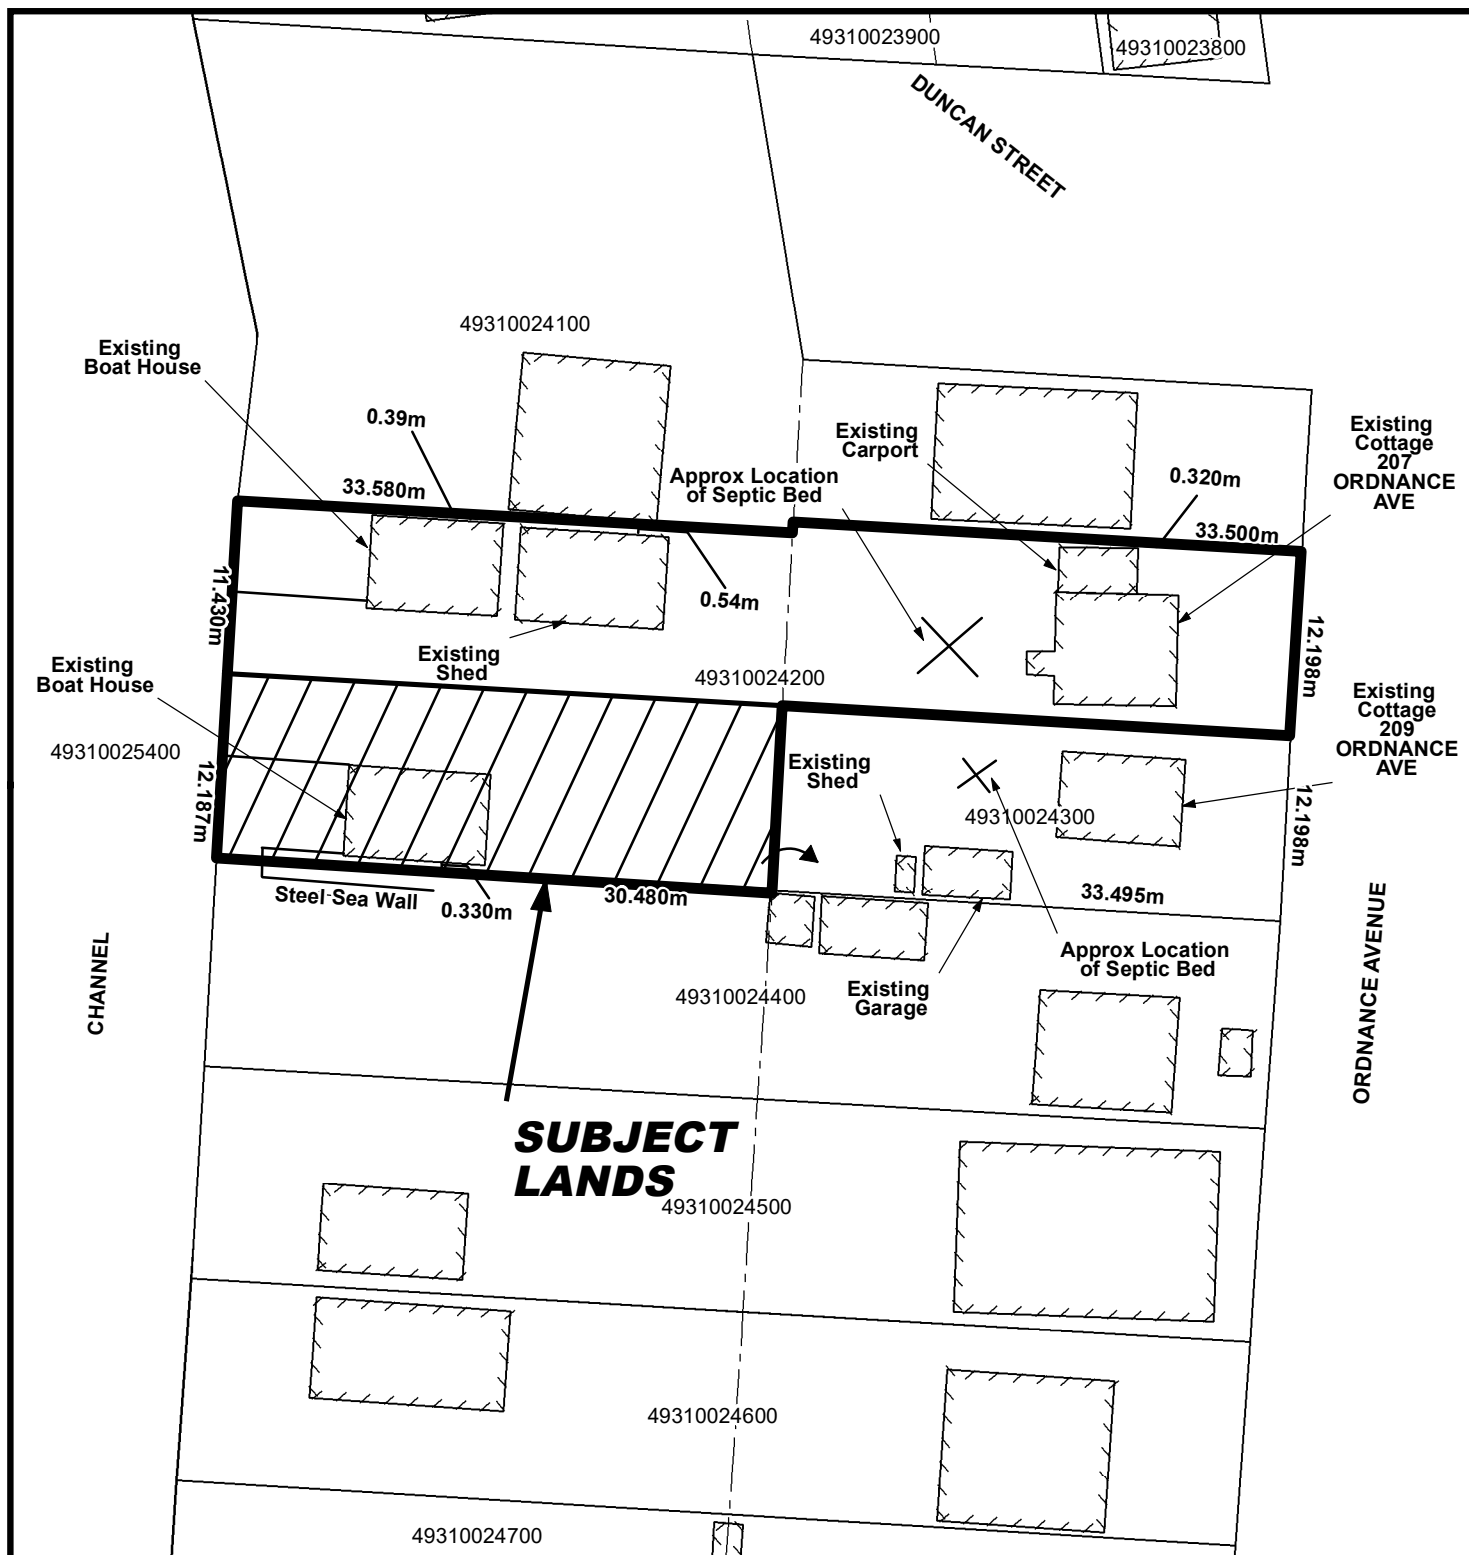 49310023900
49310023800
DUNCAN STREET
49310024100
Existing
Boat House
0.39m
33.580m
Existing
Carport
Approx Location
of Septic Bed
Existing
Cottage
207
ORDNANCE
AVE
0.320m
33.500m
11.430m
0.54m
Existing
Shed
49310024200
12.198m
Existing
Boat House
49310025400
12.187m
Existing
Shed
49310024300
Existing
Cottage
209
ORDNANCE
AVE
12.198m
Steel Sea Wall
0.330m
30.480m
33.495m
Approx Location
of Septic Bed
Existing
Garage
49310024400
CHANNEL
ORDNANCE AVENUE
SUBJECT
LANDS
49310024500
49310024600
49310024700